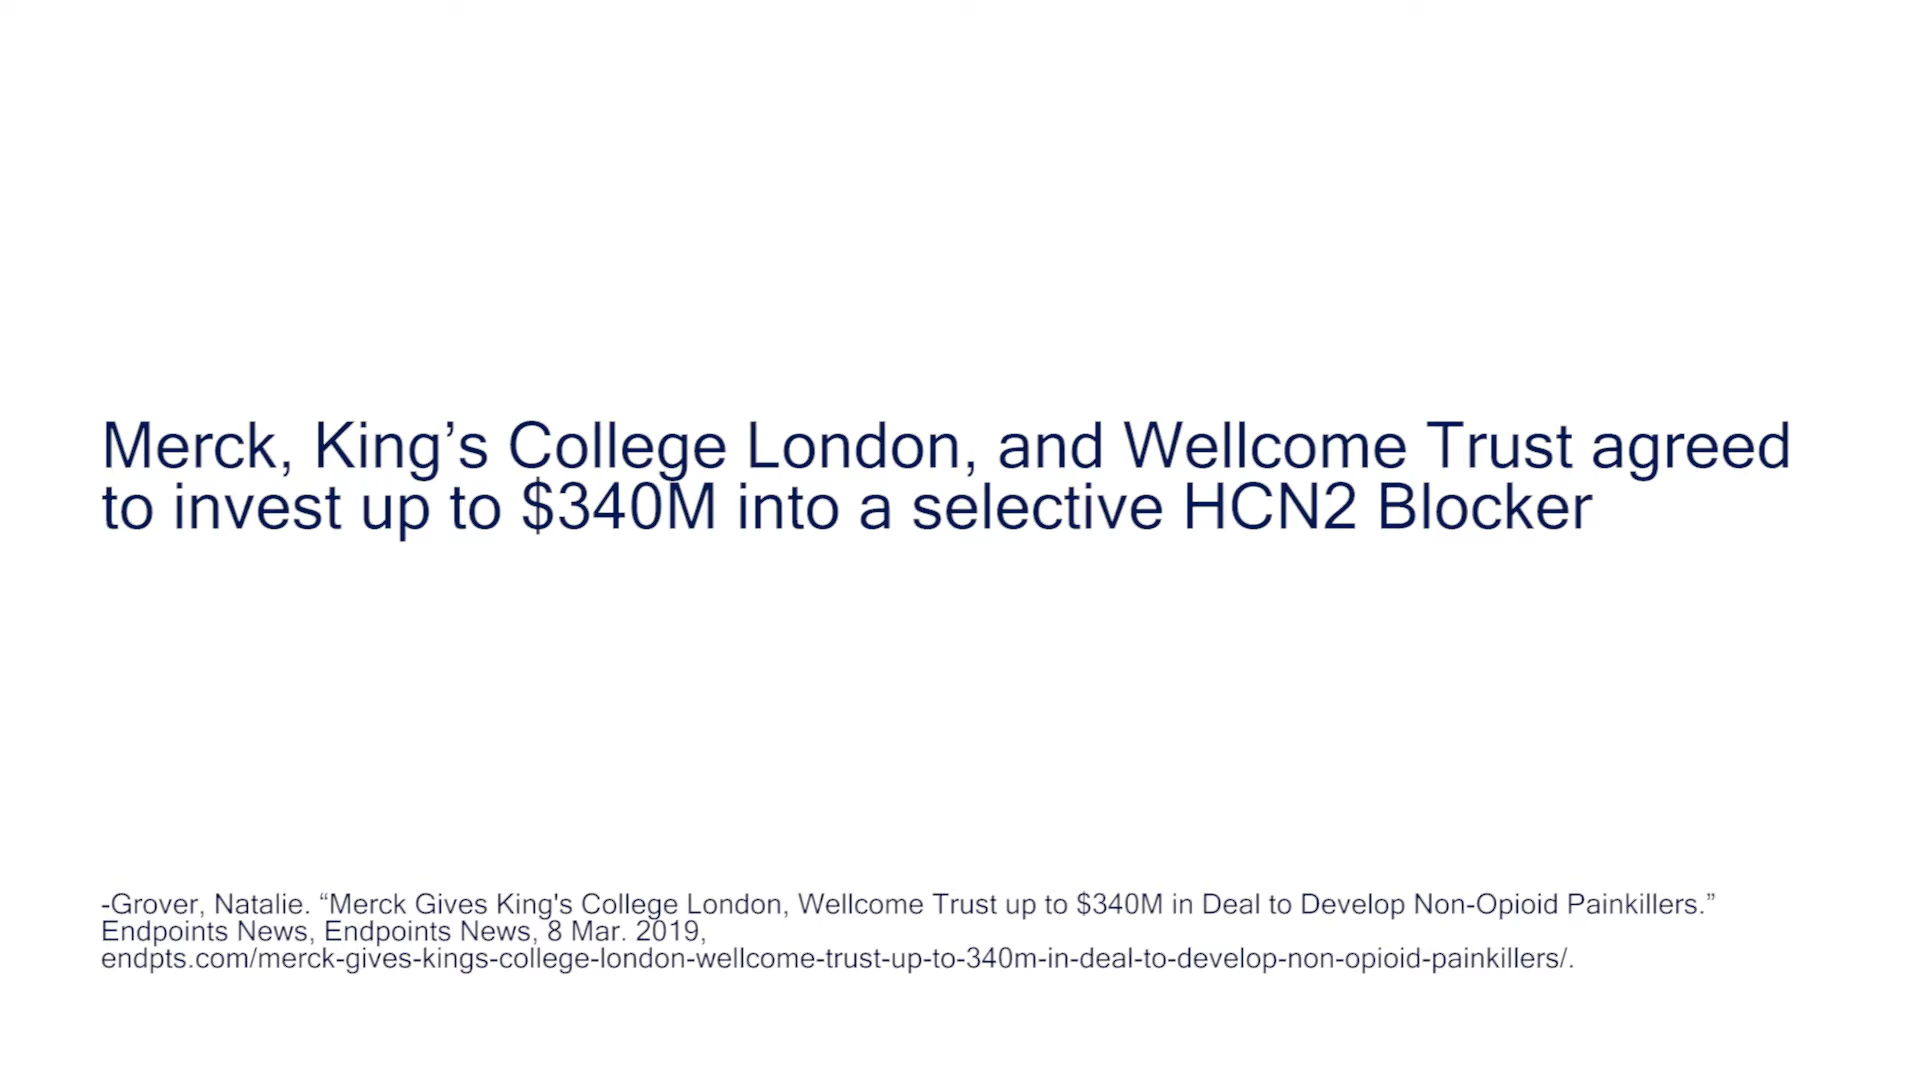 Merck, King’s College London, and Wellcome Trust agreed
to invest up to $340M into a selective HCN2 Blocker
-Grover, Natalie. “Merck Gives King's College London, Wellcome Trust up to $340M in Deal to Develop Non-Opioid Painkillers.”
Endpoints News, Endpoints News, 8 Mar. 2019,
endpts.com/merck-gives-kings-college-london-wellcome-trust-up-to-340m-in-deal-to-develop-non-opioid-painkillers/.